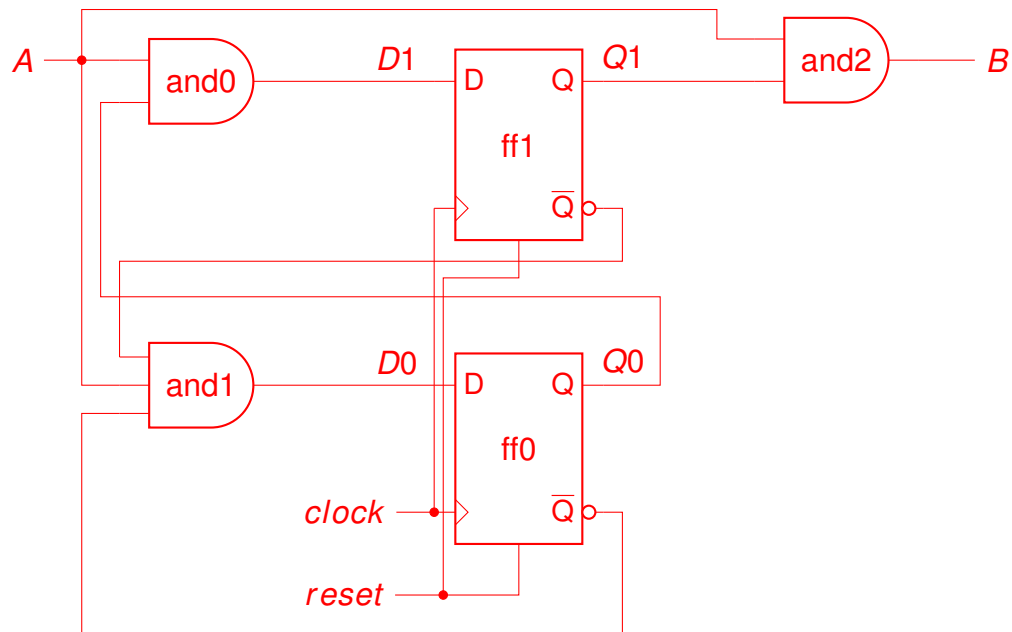 A
and0
D1
D
Q
ff1
Q̅
Q1
and2
B
and1
D0
D
Q
ff0
Q̅
Q0
clock
reset